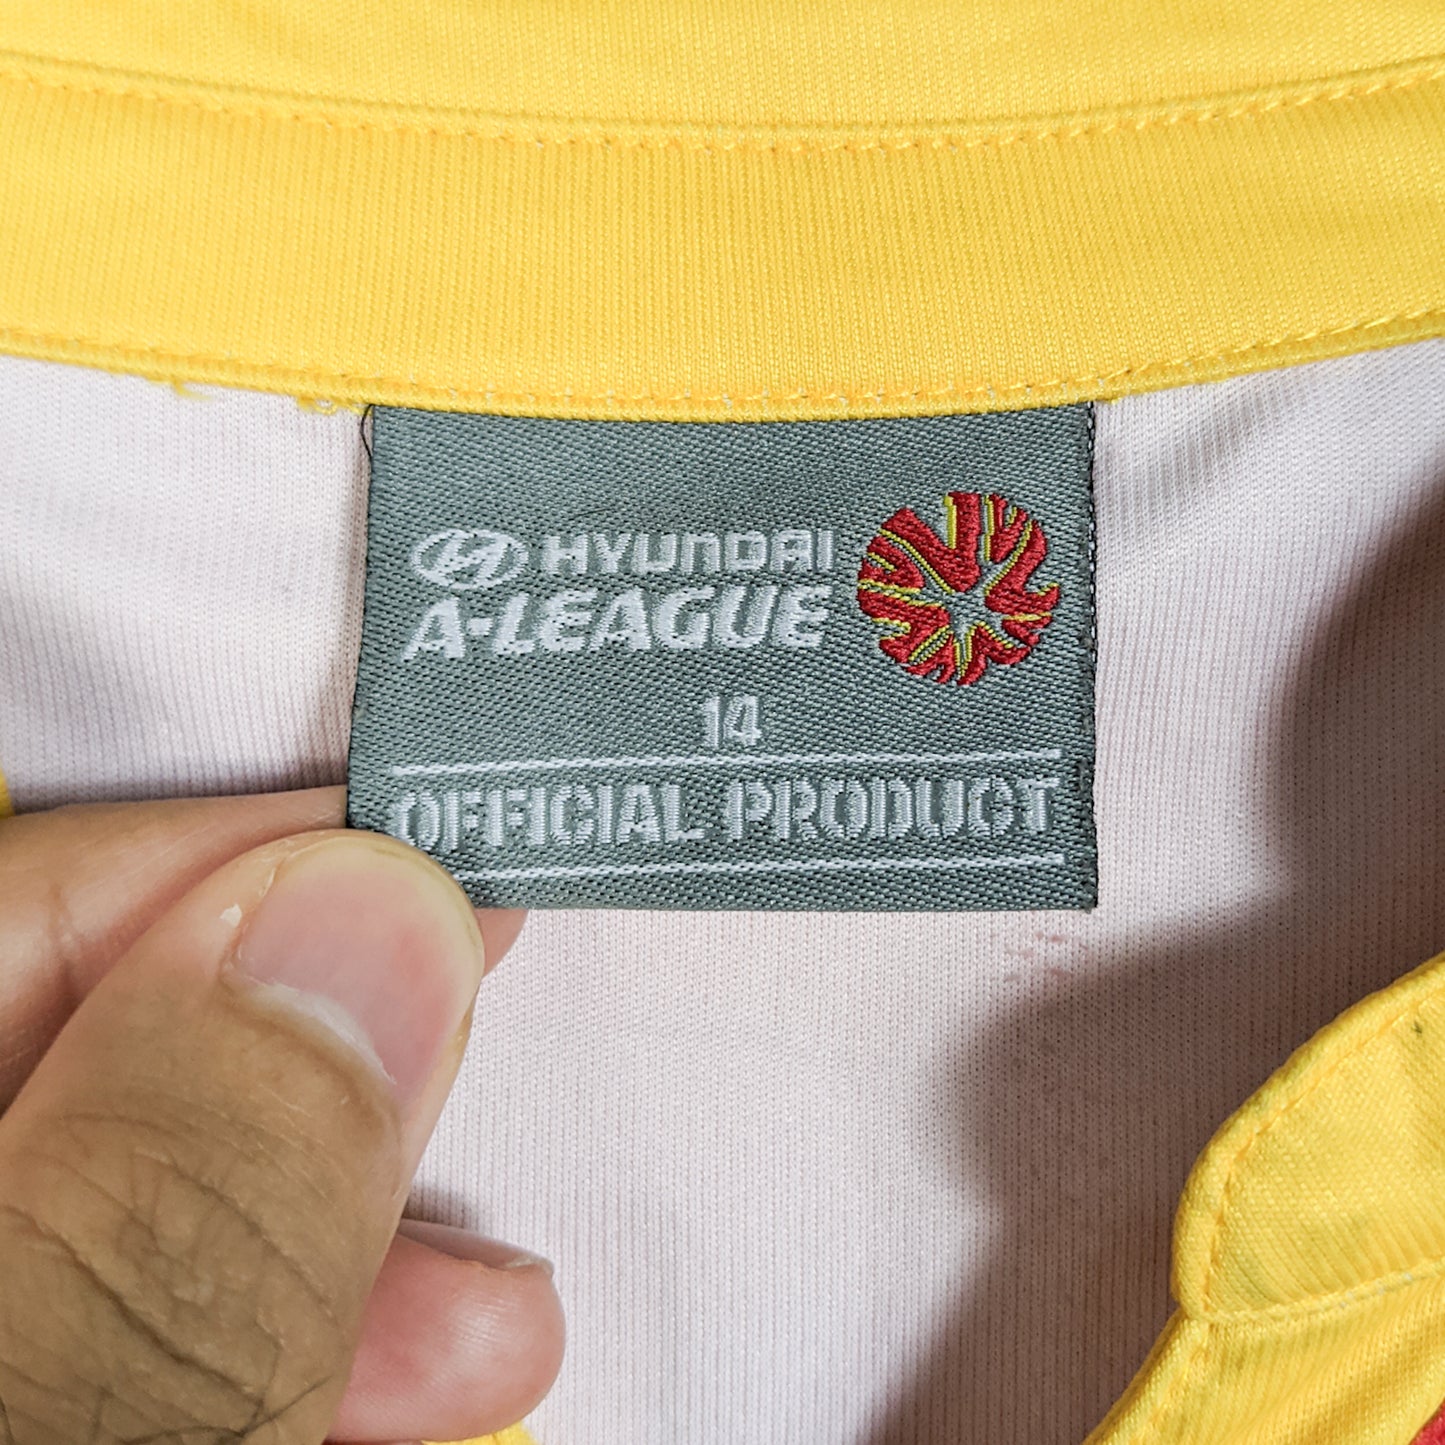 HYUNDAI
A-LEAGUE
14
OFFICIAL PRODUCT